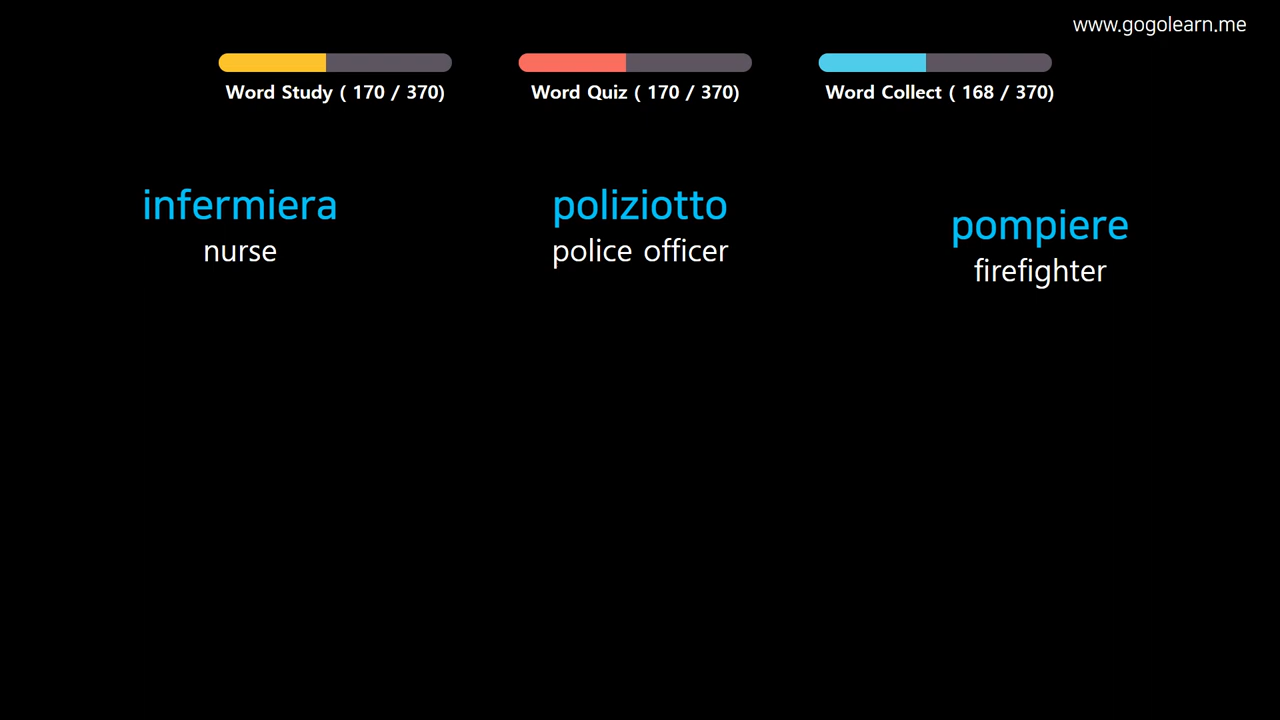 www.gogolearn.me
Word Study ( 170 / 370)
Word Quiz ( 170 / 370)
Word Collect ( 168 / 370)
infermiera
nurse
poliziotto
police officer
pompiere
firefighter